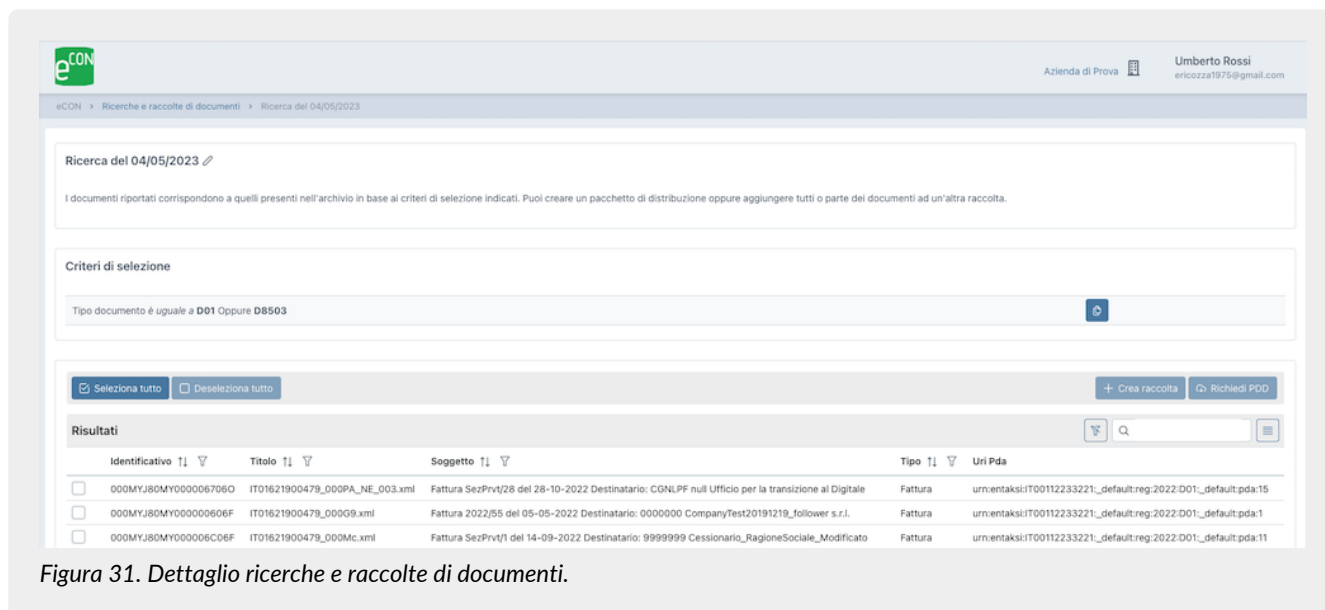 eCON
Azienda di Prova
Umberto Rossi
ericozza1975@gmail.com
eCON > Ricerche e raccolte di documenti > Ricerca del 04/05/2023
Ricerca del 04/05/2023
I documenti riportati corrispondono a quelli presenti nell'archivio in base ai criteri di selezione indicati. Puoi creare un pacchetto di distribuzione oppure aggiungere tutti o parte dei documenti ad un'altra raccolta.
Criteri di selezione
Tipo documento è uguale a D01 Oppure D8503
Seleziona tutto Deseleziona tutto + Crea raccolta Richiedi PDD
Risultati
Identificativo Titolo Soggetto Tipo Uri Pda
000MYJ80MY000006706O IT01621900479_000PA_NE_003.xml Fattura SezPrvt/28 del 28-10-2022 Destinatario: CGNLPF null Ufficio per la transizione al Digitale Fattura urn:entaksi:IT00112233221:_default:reg:2022:D01:_default:pda:15
000MYJ80MY000000606F IT01621900479_000G9.xml Fattura 2022/55 del 05-05-2022 Destinatario: 0000000 CompanyTest20191219_follower s.r.l. Fattura urn:entaksi:IT00112233221:_default:reg:2022:D01:_default:pda:1
000MYJ80MY000006C06F IT01621900479_000Mc.xml Fattura SezPrvt/1 del 14-09-2022 Destinatario: 9999999 Cessionario_RagioneSociale_Modificato Fattura urn:entaksi:IT00112233221:_default:reg:2022:D01:_default:pda:11
Figura 31. Dettaglio ricerche e raccolte di documenti.